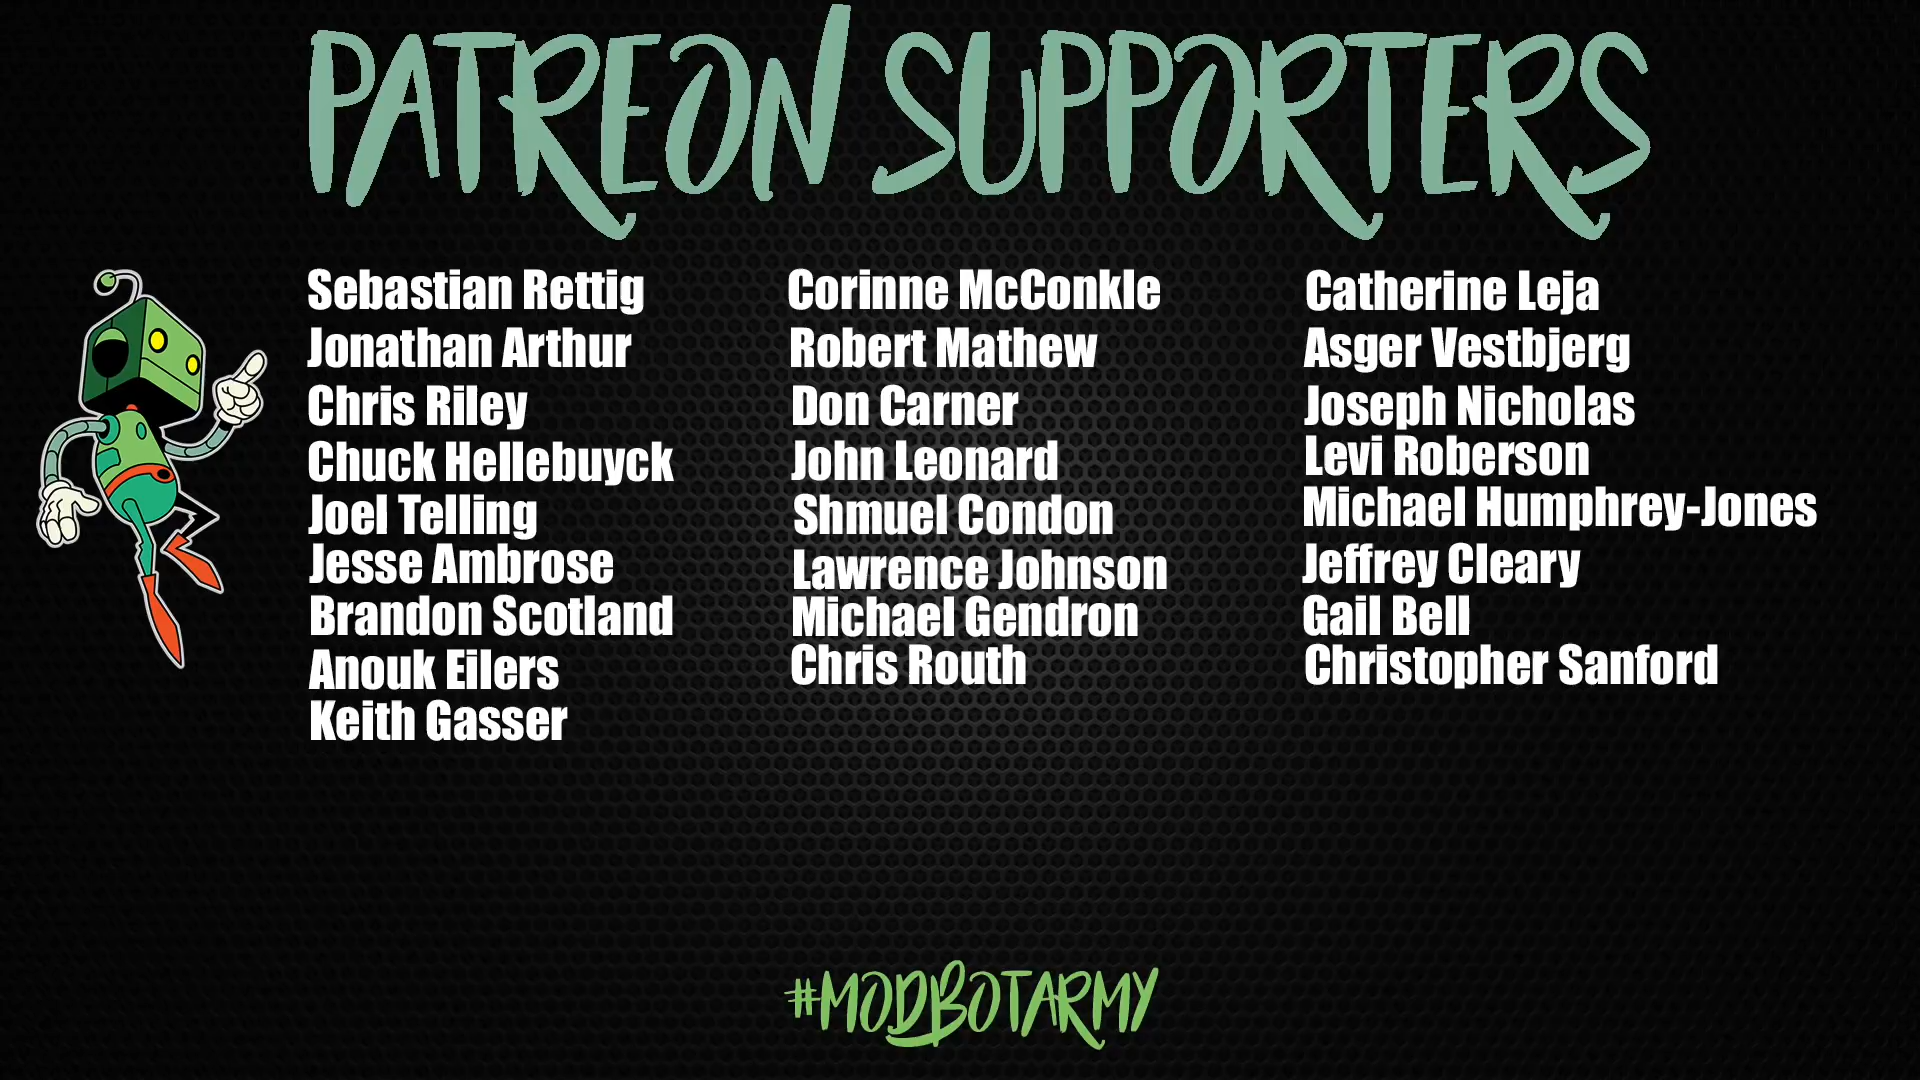 PATREON SUPPORTERS
Sebastian Rettig
Jonathan Arthur
Chris Riley
Chuck Hellebuyck
Joel Telling
Jesse Ambrose
Brandon Scotland
Anouk Eilers
Keith Gasser
Corinne McConkle
Robert Mathew
Don Carner
John Leonard
Shmuel Condon
Lawrence Johnson
Michael Gendron
Chris Routh
Catherine Leja
Asger Vestbjerg
Joseph Nicholas
Levi Roberson
Michael Humphrey-Jones
Jeffrey Cleary
Gail Bell
Christopher Sanford
#MODBOTARMY